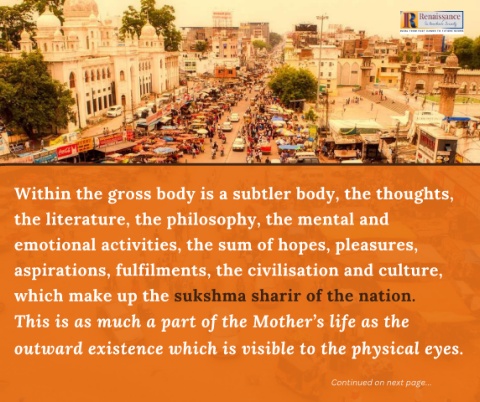 Renaissance
Within the gross body is a subtler body, the thoughts,
the literature, the philosophy, the mental and
emotional activities, the sum of hopes, pleasures,
aspirations, fulfilments, the civilisation and culture,
which make up the sukshma sharir of the nation.
This is as much a part of the Mother's life as the
outward existence which is visible to the physical eyes.
Continued on next page...